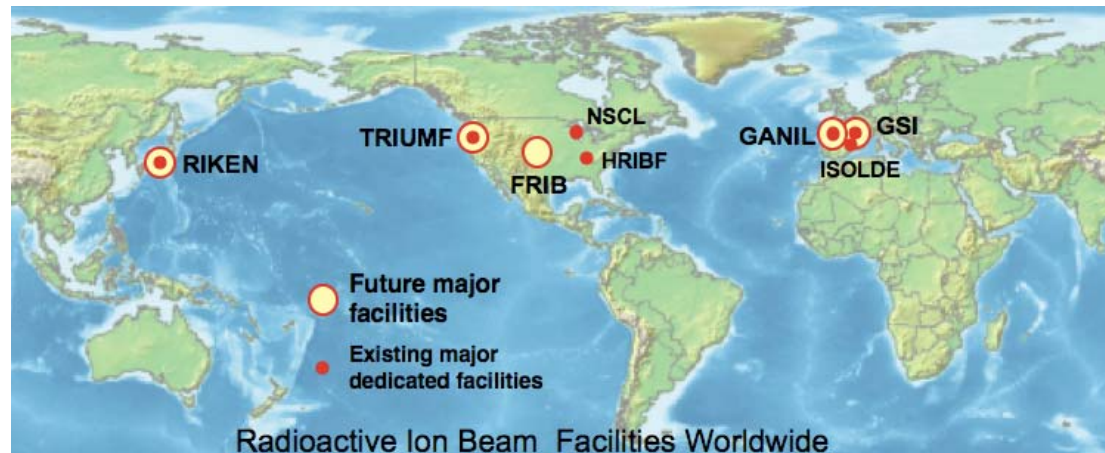 NSCL
TRIUMF
GANIL
GSI
RIKEN
HRIBF
FRIB
ISOLDE
Future major
facilities
Existing major
dedicated facilities
Radioactive Ion Beam Facilities Worldwide